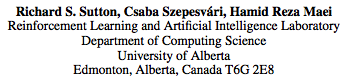 Richard S. Sutton, Csaba Szepesvári, Hamid Reza Maei
Reinforcement Learning and Artificial Intelligence Laboratory
Department of Computing Science
University of Alberta
Edmonton, Alberta, Canada T6G 2E8